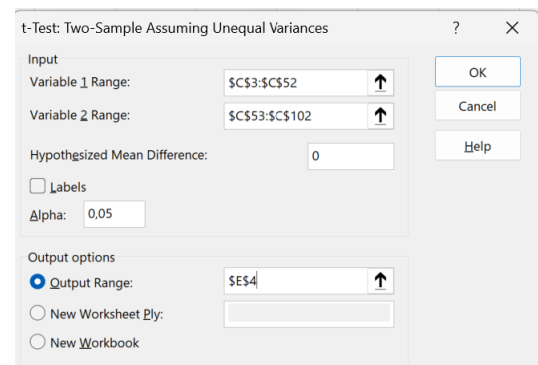 t-Test: Two-Sample Assuming Unequal Variances ?
Input
Variable 1 Range: $C$3:$C$52
Variable 2 Range: $C$53:$C$102
Hypothesized Mean Difference: 0
Labels
Alpha: 0,05
OK
Cancel
Help
Output options
Output Range: $E$4
New Worksheet Ply:
New Workbook